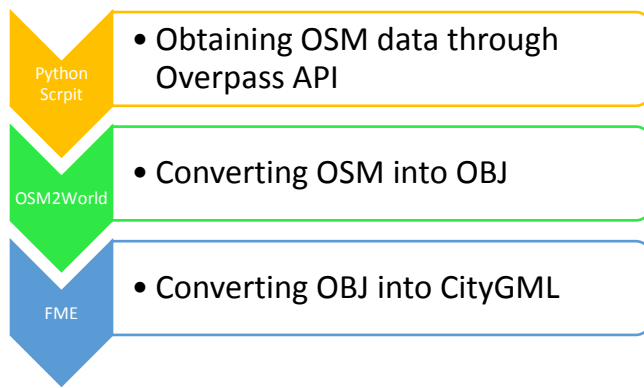 Python
Scrpit
• Obtaining OSM data through
Overpass API
OSM2World
• Converting OSM into OBJ
FME
• Converting OBJ into CityGML